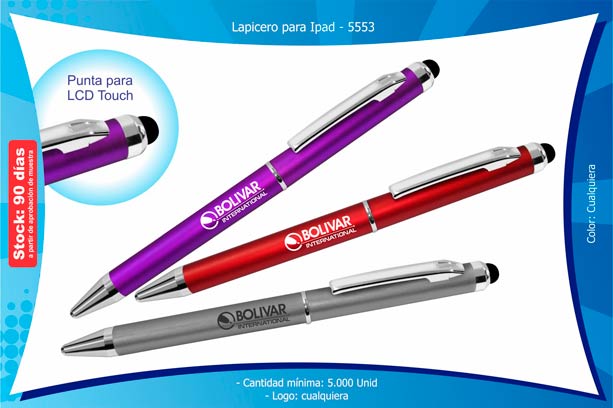 Lapicero para Ipad - 5553
Punta para
LCD Touch
Stock: 90 días
a partir de aprobación de muestra
Color: Cualquiera
BOLIVAR
INTERNATIONAL
BOLIVAR
INTERNATIONAL
BOLIVAR
INTERNATIONAL
- Cantidad mínima: 5.000 Unid
- Logo: cualquiera